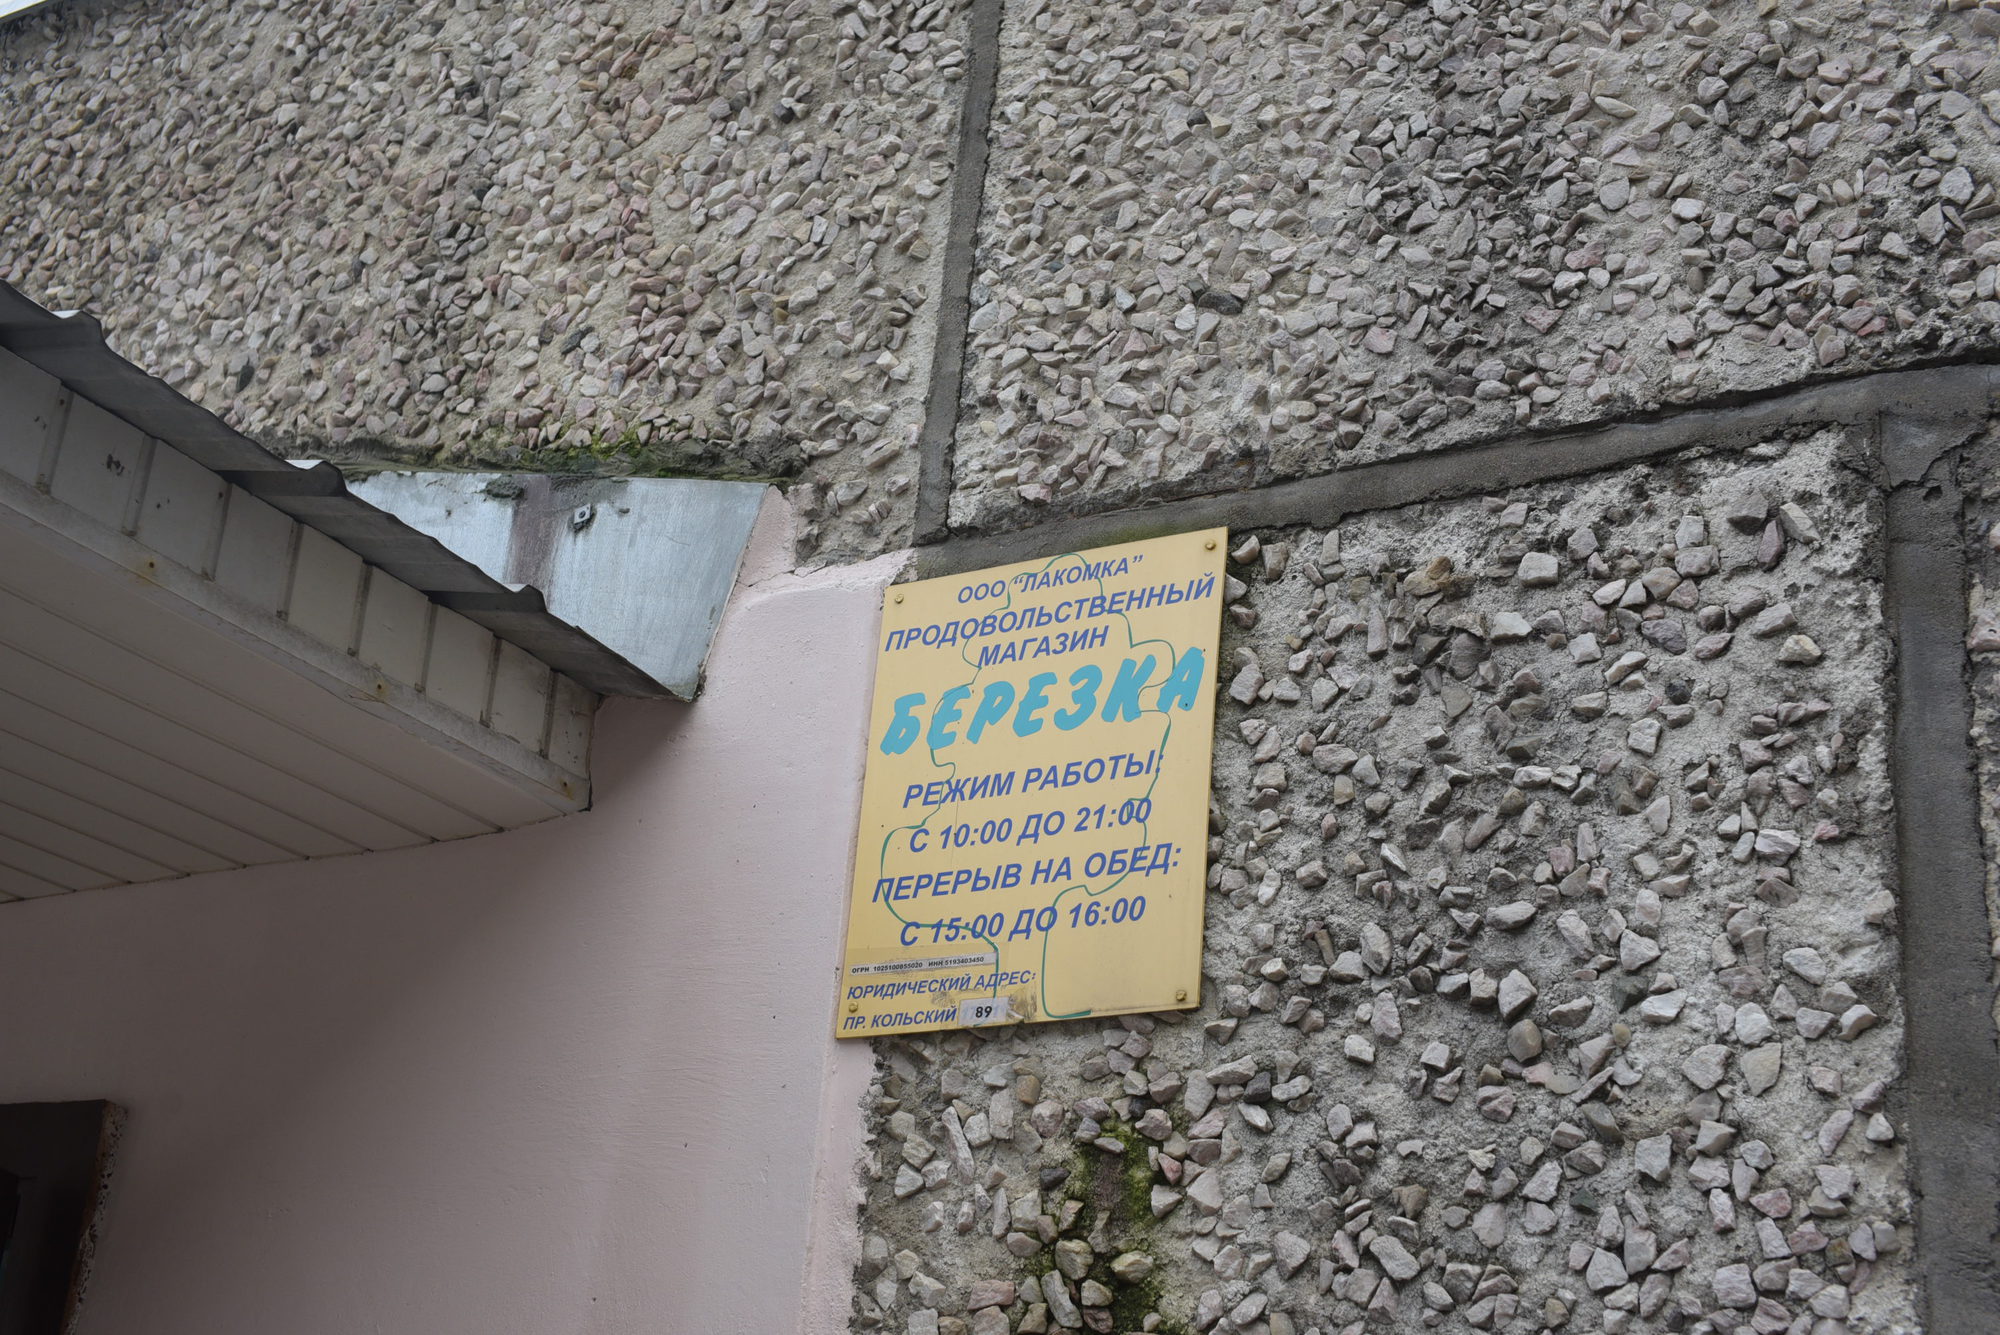 ООО "ЛАКОМКА"
ПРОДОВОЛЬСТВЕННЫЙ
МАГАЗИН
БЕРЕЗКА
РЕЖИМ РАБОТЫ:
С 10:00 ДО 21:00
ПЕРЕРЫВ НА ОБЕД:
С 15:00 ДО 16:00
ОГРН 1025100855020 ИНН 5193403450
ЮРИДИЧЕСКИЙ АДРЕС:
ПР. КОЛЬСКИЙ 89